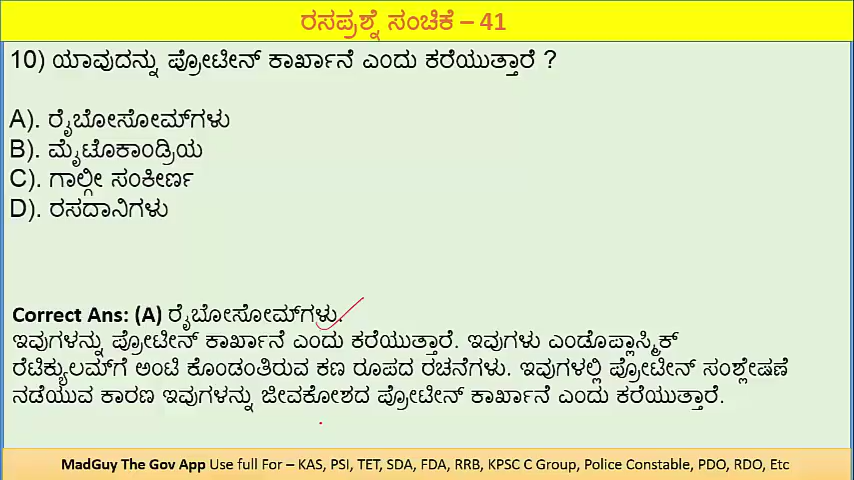 ರಸಪ್ರಶ್ನೆ ಸಂಚಿಕೆ – 41
10) ಯಾವುದನ್ನು ಪ್ರೋಟೀನ್ ಕಾರ್ಖಾನೆ ಎಂದು ಕರೆಯುತ್ತಾರೆ ?
A). ರೈಬೋಸೋಮ್‌ಗಳು
B). ಮೈಟೊಕಾಂಡ್ರಿಯ
C). ಗಾಲ್ಗೀ ಸಂಕೀರ್ಣ
D). ರಸದಾನಿಗಳು
Correct Ans: (A) ರೈಬೋಸೋಮ್‌ಗಳು.
ಇವುಗಳನ್ನು ಪ್ರೋಟೀನ್ ಕಾರ್ಖಾನೆ ಎಂದು ಕರೆಯುತ್ತಾರೆ. ಇವುಗಳು ಎಂಡೊಪ್ಲಾಸ್ಮಿಕ್
ರೆಟಿಕ್ಯುಲಮ್‌ಗೆ ಅಂಟಿ ಕೊಂಡಂತಿರುವ ಕಣ ರೂಪದ ರಚನೆಗಳು. ಇವುಗಳಲ್ಲಿ ಪ್ರೋಟೀನ್ ಸಂಶ್ಲೇಷಣೆ
ನಡೆಯುವ ಕಾರಣ ಇವುಗಳನ್ನು ಜೀವಕೋಶದ ಪ್ರೋಟೀನ್ ಕಾರ್ಖಾನೆ ಎಂದು ಕರೆಯುತ್ತಾರೆ.
MadGuy The Gov App Use full For – KAS, PSI, TET, SDA, FDA, RRB, KPSC C Group, Police Constable, PDO, RDO, Etc